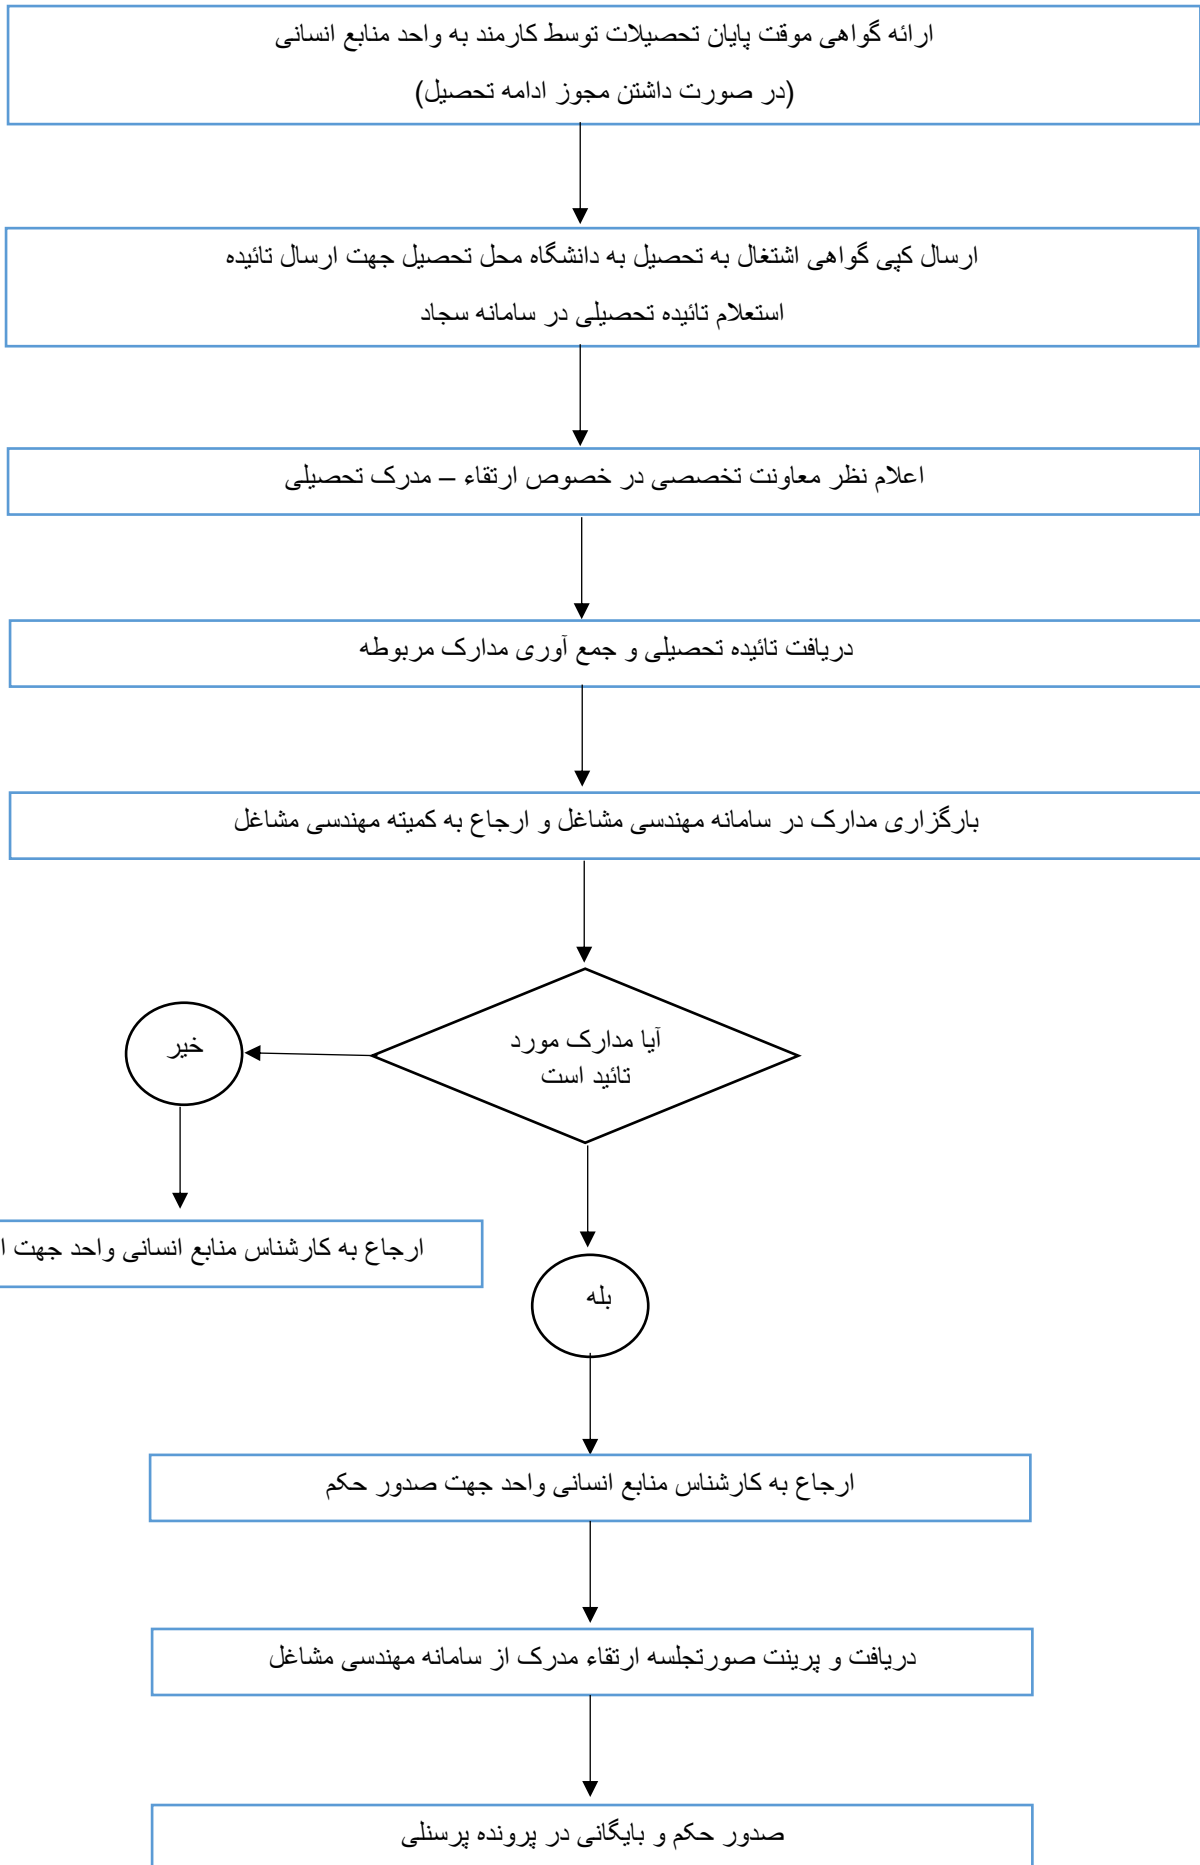 ارائه گواهی موقت پایان تحصیلات توسط کارمند به واحد منابع انسانی
(در صورت داشتن مجوز ادامه تحصیل)
ارسال کپی گواهی اشتغال به تحصیل به دانشگاه محل تحصیل جهت ارسال تائیده
استعلام تائیده تحصیلی در سامانه سجاد
اعلام نظر معاونت تخصصی در خصوص ارتقاء – مدرک تحصیلی
دریافت تائیده تحصیلی و جمع آوری مدارک مربوطه
بارگزاری مدارک در سامانه مهندسی مشاغل و ارجاع به کمیته مهندسی مشاغل
آیا مدارک مورد
تائید است
خیر
ارجاع به کارشناس منابع انسانی واحد جهت
بله
ارجاع به کارشناس منابع انسانی واحد جهت صدور حکم
دریافت و پرینت صورتجلسه ارتقاء مدرک از سامانه مهندسی مشاغل
صدور حکم و بایگانی در پرونده پرسنلی